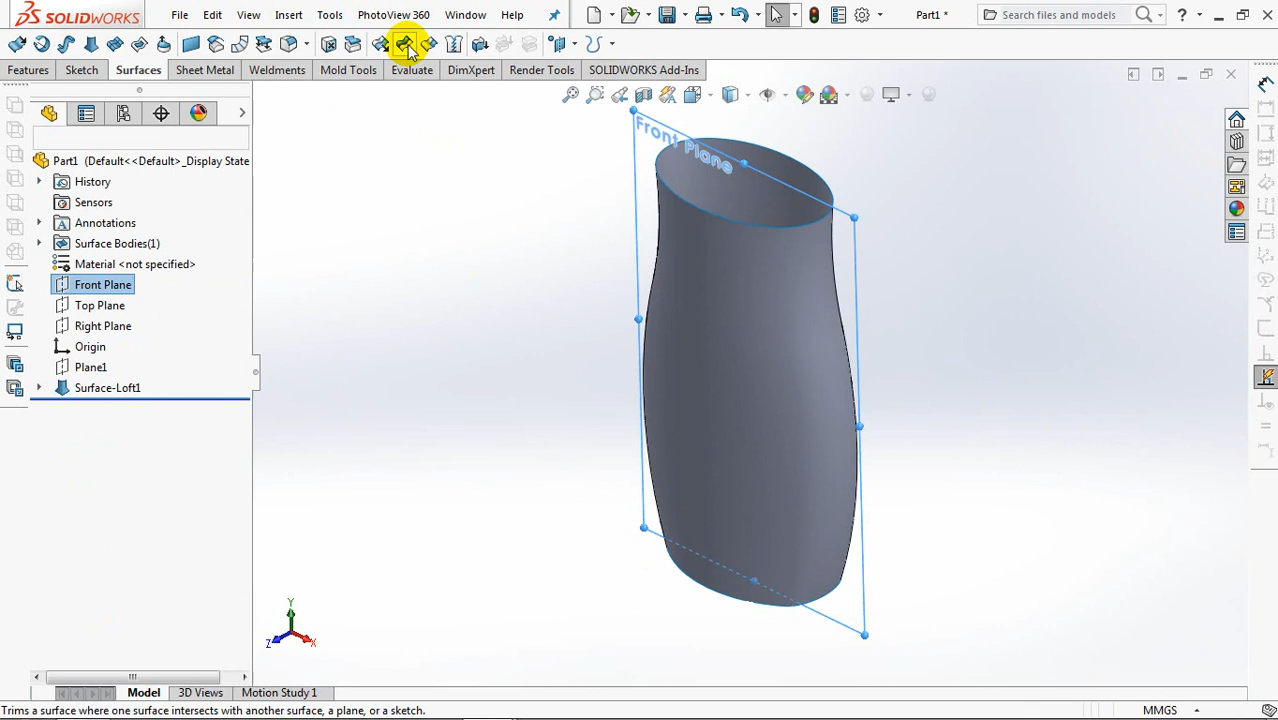 SOLIDWORKS File Edit View Insert Tools PhotoView 360 Window Help Part1 * Search files and models ?
Features Sketch Surfaces Sheet Metal Weldments Mold Tools Evaluate DimXpert Render Tools SOLIDWORKS Add-Ins
Front Plane
Part1 (Default<<Default>_Display State
History
Sensors
Annotations
Surface Bodies(1)
Material <not specified>
Front Plane
Top Plane
Right Plane
Origin
Plane1
Surface-Loft1
Y
Z
X
Model 3D Views Motion Study 1
Trims a surface where one surface intersects with another surface, a plane, or a sketch.
MMGS